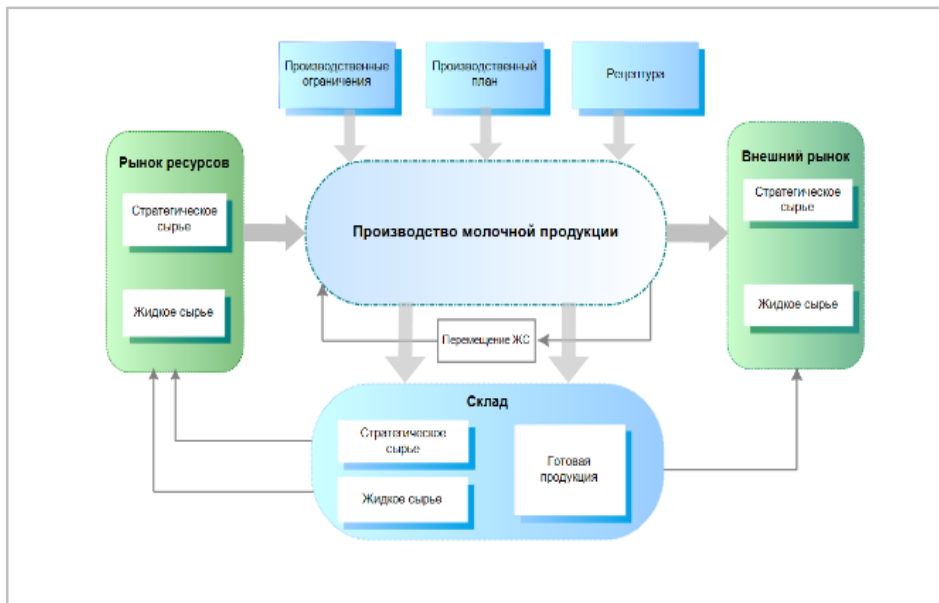 Производственные
ограничения
Производственный
план
Рецептура
Рынок ресурсов
Стратегическое
сырье
Жидкое сырье
Производство молочной продукции
Внешний рынок
Стратегическое
сырье
Жидкое сырье
Перемещение ЖС
Склад
Стратегическое
сырье
Жидкое сырье
Готовая
продукция